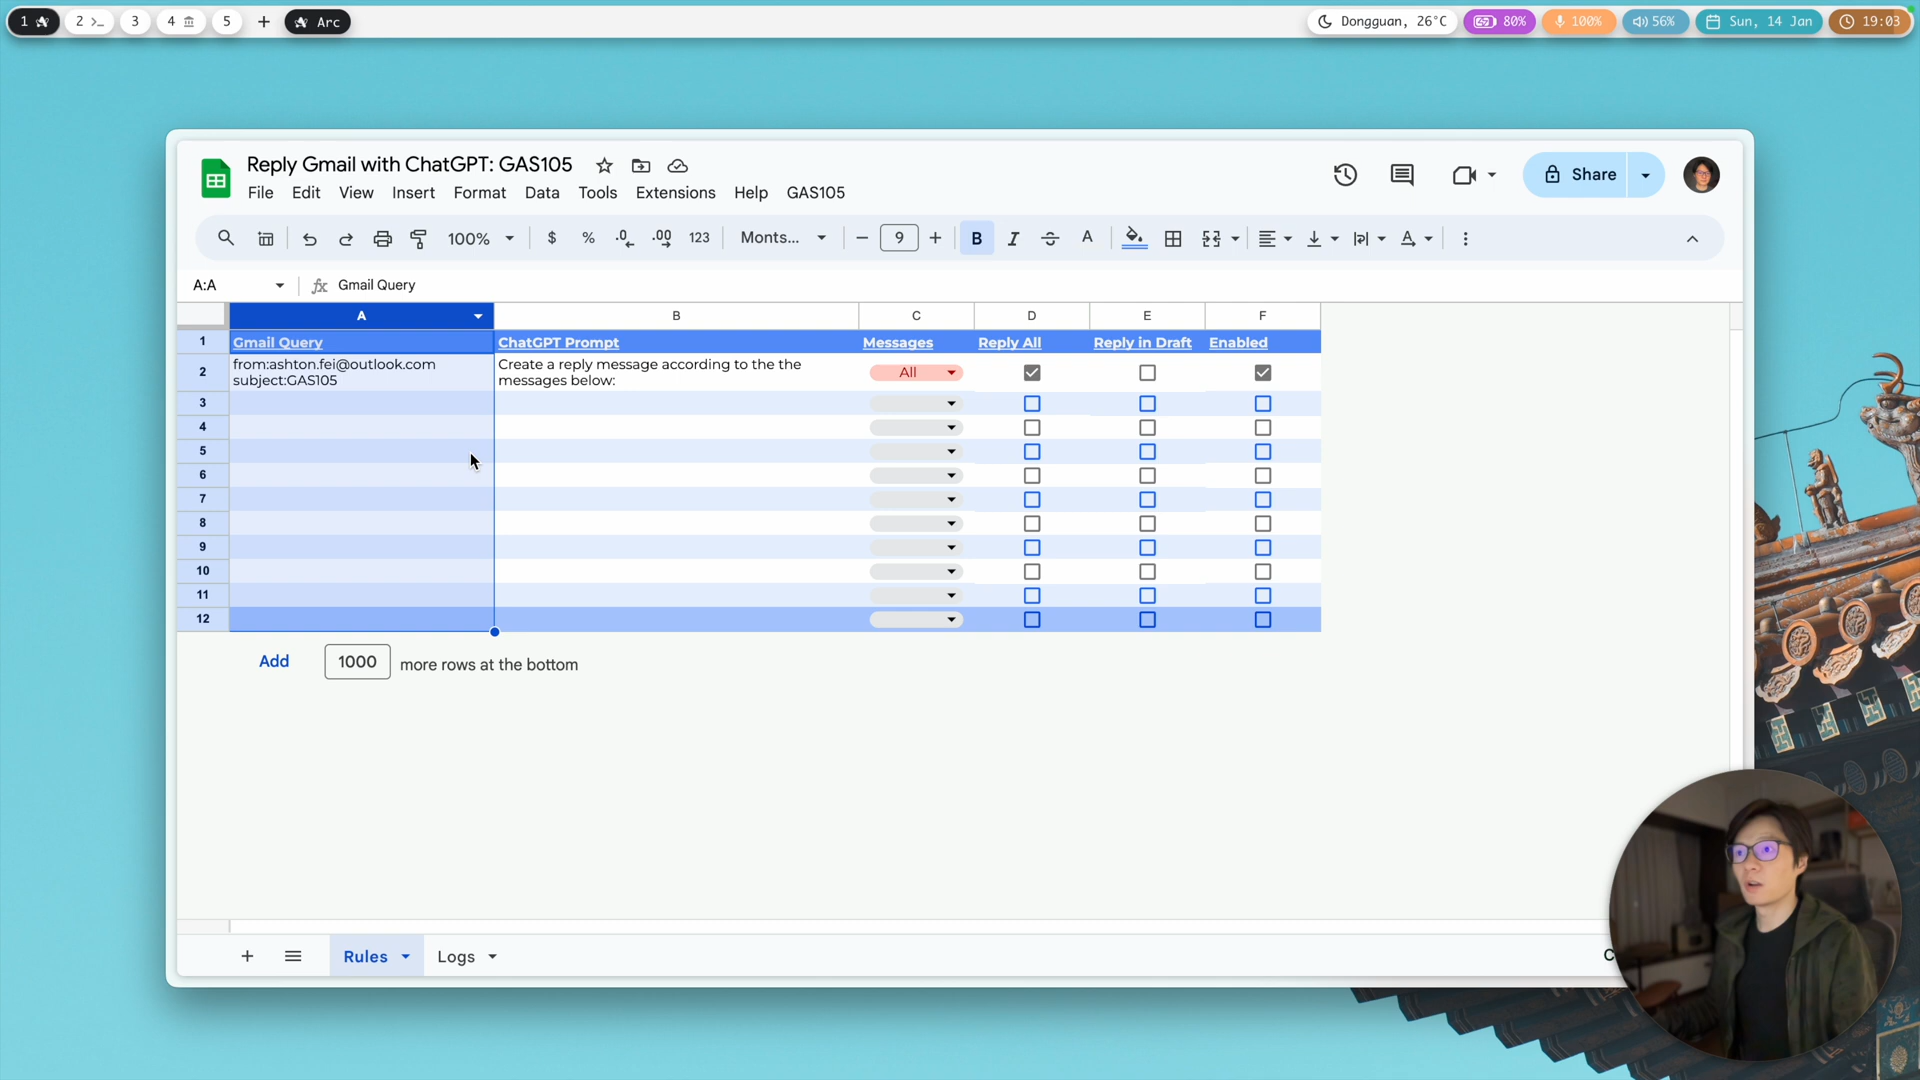 1
2
3
4
5
+
Arc
Dongguan, 26°C
80%
100%
56%
Sun, 14 Jan
19:03
Reply Gmail with ChatGPT: GAS105
File
Edit
View
Insert
Format
Data
Tools
Extensions
Help
GAS105
Share
100%
$
%
.0
.00
123
Monts...
9
B
I
A
A:A
fx
Gmail Query
A
B
C
D
E
F
1
Gmail Query
ChatGPT Prompt
Messages
Reply All
Reply in Draft
Enabled
2
from:ashton.fei@outlook.com
subject:GAS105
Create a reply message according to the the
messages below:
All
3
4
5
6
7
8
9
10
11
12
Add
1000
more rows at the bottom
Rules
Logs
C